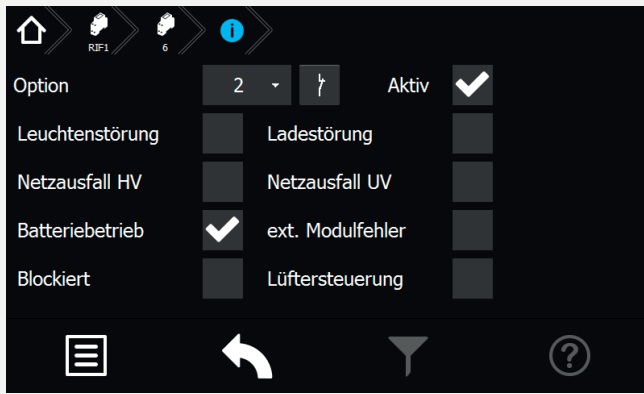 RIF1 6 i
Option 2 Aktiv
Leuchtenstörung Ladestörung
Netzausfall HV Netzausfall UV
Batteriebetrieb ext. Modulfehler
Blockiert Lüftersteuerung
?